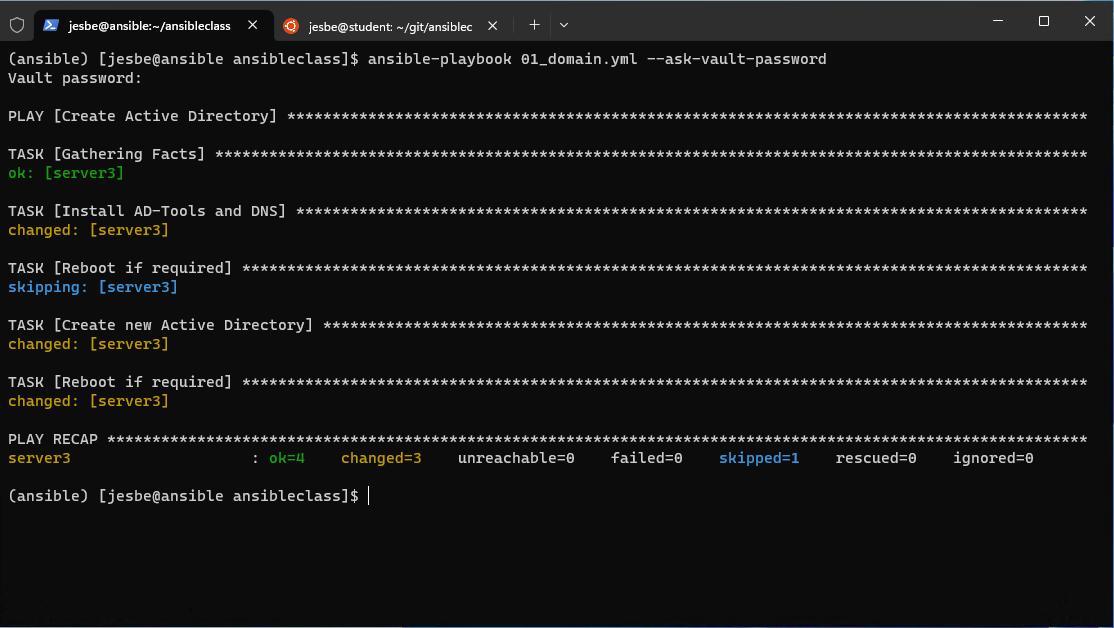 jesbe@ansible:~/ansibleclass
jesbe@student: ~/git/ansiblec
(ansible) [jesbe@ansible ansibleclass]$ ansible-playbook 01_domain.yml --ask-vault-password
Vault password:
PLAY [Create Active Directory] *****************************************************************************************
TASK [Gathering Facts] *************************************************************************************************
ok: [server3]
TASK [Install AD-Tools and DNS] ****************************************************************************************
changed: [server3]
TASK [Reboot if required] **********************************************************************************************
skipping: [server3]
TASK [Create new Active Directory] *************************************************************************************
changed: [server3]
TASK [Reboot if required] **********************************************************************************************
changed: [server3]
PLAY RECAP *************************************************************************************************************
server3                    : ok=4    changed=3    unreachable=0    failed=0    skipped=1    rescued=0    ignored=0
(ansible) [jesbe@ansible ansibleclass]$